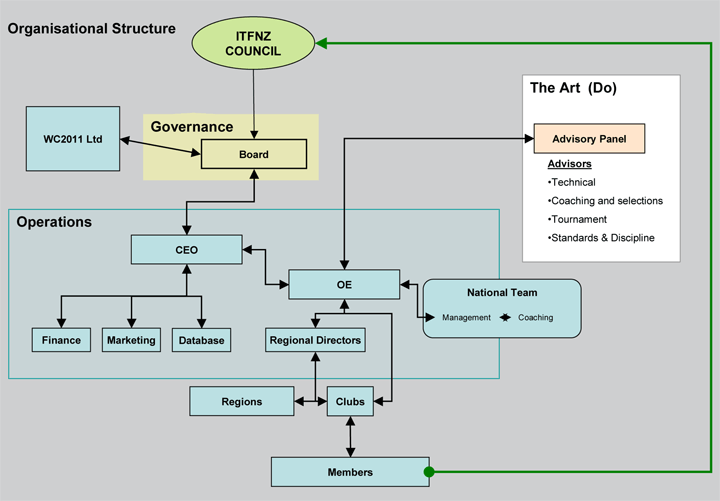 Organisational Structure
ITFNZ
COUNCIL
The Art (Do)
WC2011 Ltd
Governance
Board
Advisory Panel
Advisors
•Technical
•Coaching and selections
•Tournament
•Standards & Discipline
Operations
CEO
OE
National Team
Management
Coaching
Finance
Marketing
Database
Regional Directors
Regions
Clubs
Members